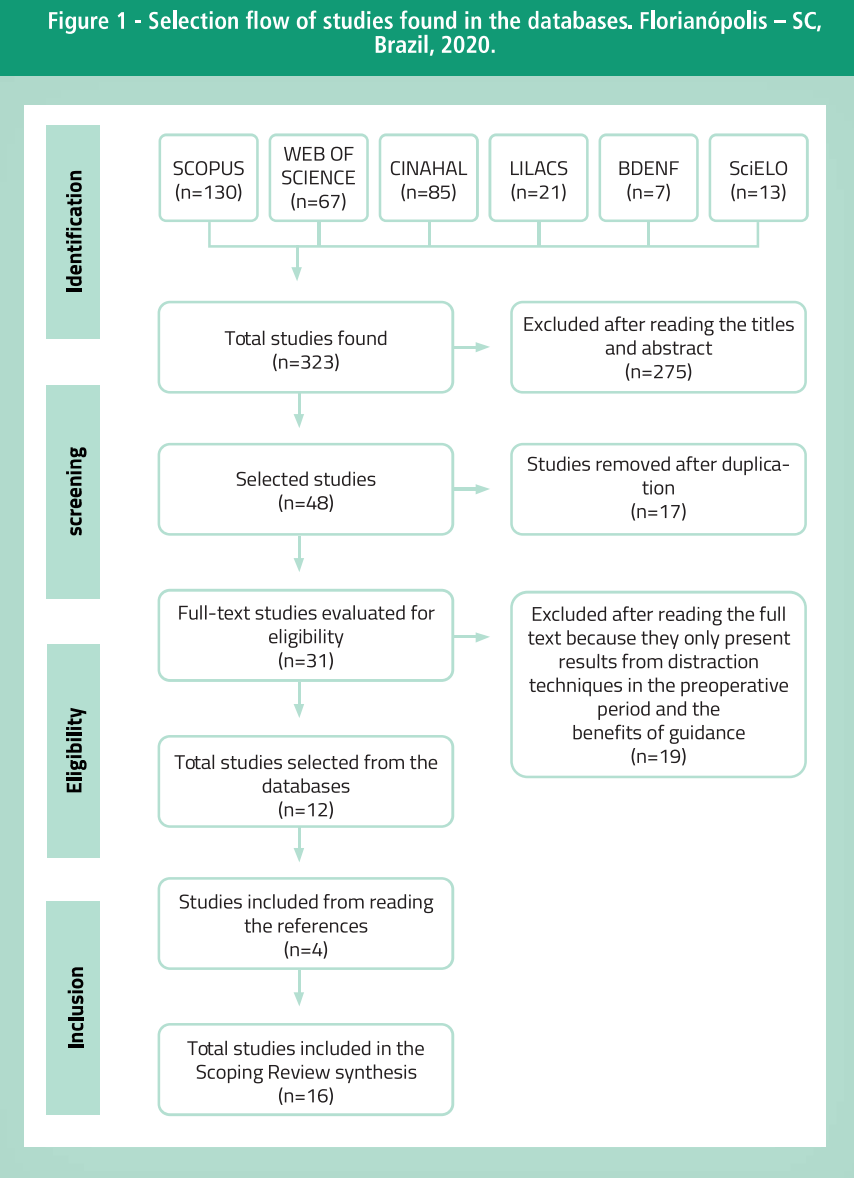 Figure 1 - Selection flow of studies found in the databases. Florianópolis – SC,
Brazil, 2020.
Identification
SCOPUS
(n=130)
WEB OF
SCIENCE
(n=67)
CINAHAL
(n=85)
LILACS
(n=21)
BDENF
(n=7)
SciELO
(n=13)
Total studies found
(n=323)
Excluded after reading the titles
and abstract
(n=275)
screening
Selected studies
(n=48)
Studies removed after duplica-
tion
(n=17)
Full-text studies evaluated for
eligibility
(n=31)
Excluded after reading the full
text because they only present
results from distraction
techniques in the preoperative
period and the
benefits of guidance
(n=19)
Eligibility
Total studies selected from the
databases
(n=12)
Inclusion
Studies included from reading
the references
(n=4)
Total studies included in the
Scoping Review synthesis
(n=16)